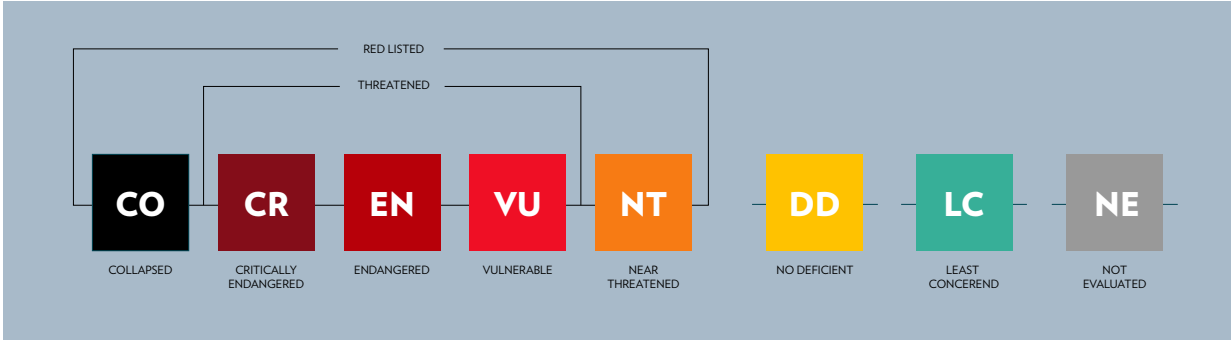 RED LISTED
THREATENED
CO
CR
EN
VU
NT
DD
LC
NE
COLLAPSED
CRITICALLY
ENDANGERED
ENDANGERED
VULNERABLE
NEAR
THREATENED
NO DEFICIENT
LEAST
CONCEREND
NOT
EVALUATED